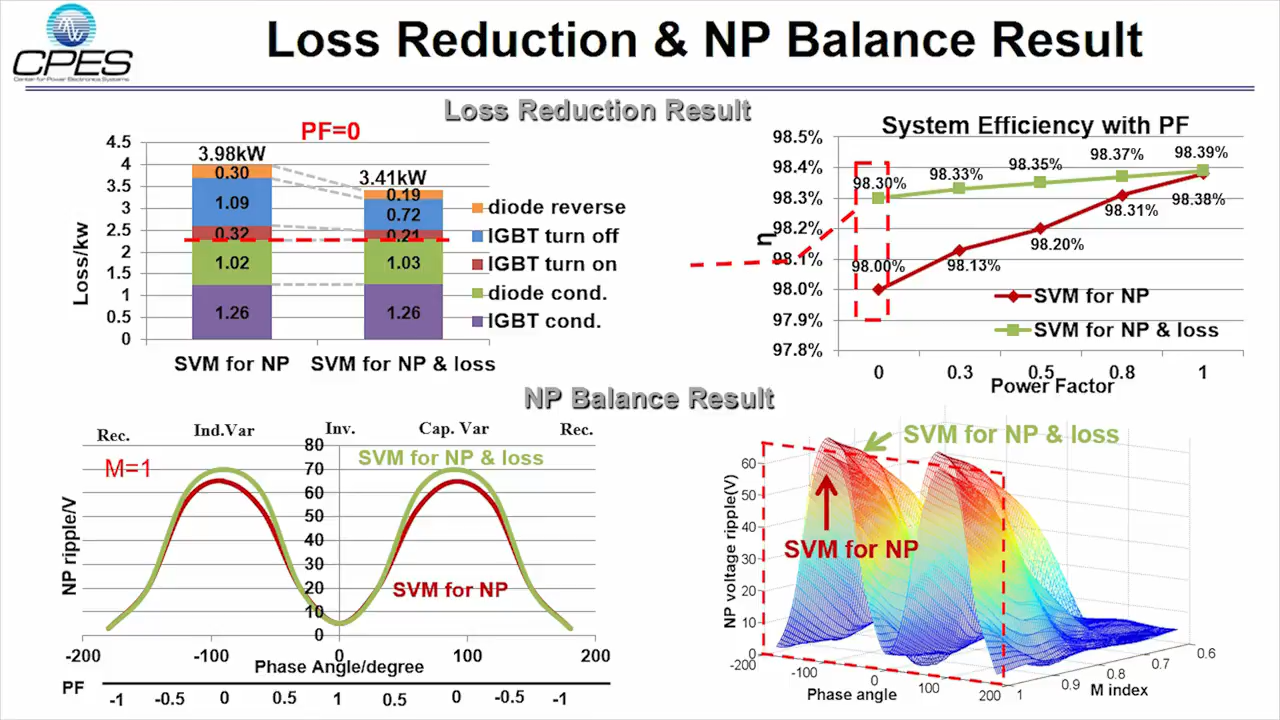 CPES
Center for Power Electronics Systems
Loss Reduction & NP Balance Result
Loss Reduction Result
PF=0
Loss/kw
4.5
4
3.5
3
2.5
2
1.5
1
0.5
0
3.98kW
0.30
1.09
0.32
1.02
1.26
3.41kW
0.19
0.72
0.21
1.03
1.26
diode reverse
IGBT turn off
IGBT turn on
diode cond.
IGBT cond.
SVM for NP
SVM for NP & loss
System Efficiency with PF
η
98.5%
98.4%
98.3%
98.2%
98.1%
98.0%
97.9%
97.8%
98.30%
98.33%
98.35%
98.37%
98.39%
98.00%
98.13%
98.20%
98.31%
98.38%
SVM for NP
SVM for NP & loss
0 0.3 0.5 0.8 1
Power Factor
NP Balance Result
Rec. Ind.Var Inv. Cap. Var Rec.
M=1
NP ripple/V
80
70
60
50
40
30
20
10
0
SVM for NP & loss
SVM for NP
-200 -100 0 100 200
Phase Angle/degree
PF -1 -0.5 0 0.5 1 0.5 0 -0.5 -1
SVM for NP & loss
SVM for NP
NP voltage ripple(V)
60
50
40
30
20
10
0
-200 -100 0 100 200
Phase angle
1 0.9 0.8 0.7 0.6
M index